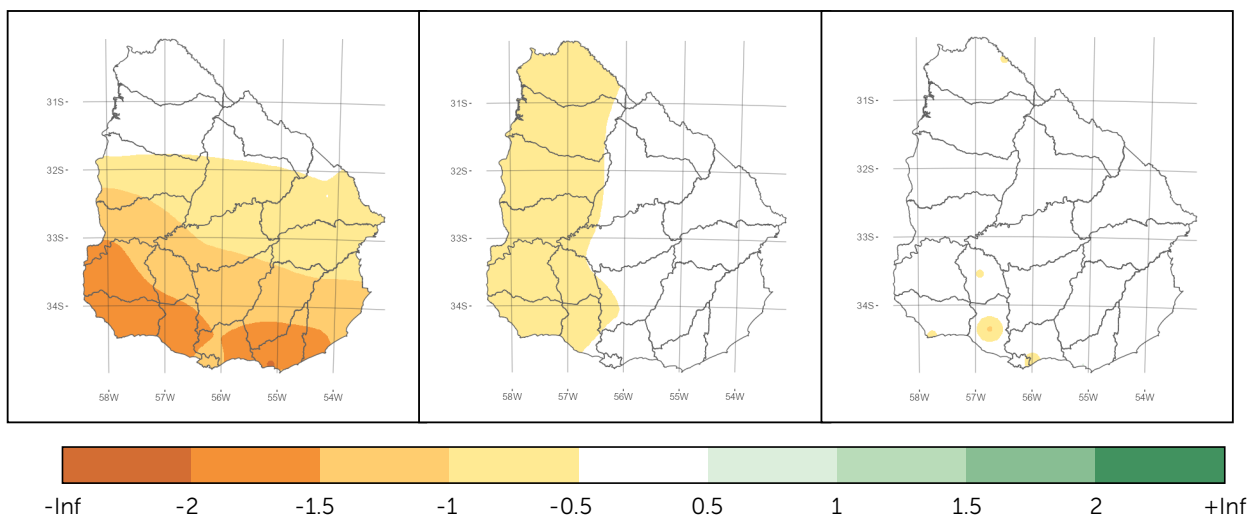 31S- 31S- 31S-
32S- 32S- 32S-
33S- 33S- 33S-
34S- 34S- 34S-
58W 57W 56W 55W 54W 58W 57W 56W 55W 54W 58W 57W 56W 55W 54W
-Inf -2 -1.5 -1 -0.5 0.5 1 1.5 2 +Inf